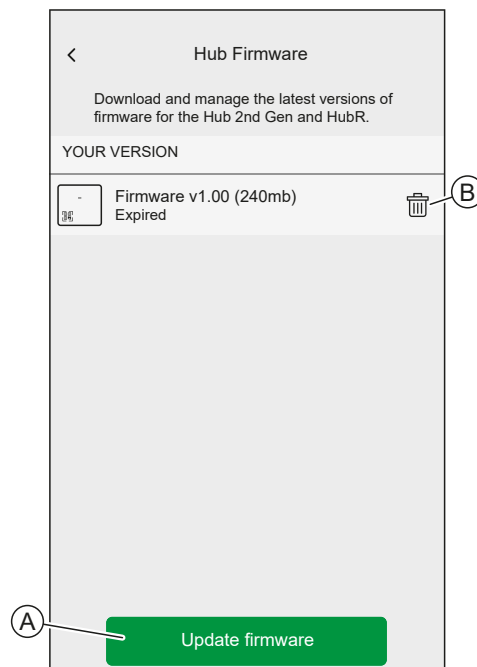 Hub Firmware
Download and manage the latest versions of
firmware for the Hub 2nd Gen and HubR.
YOUR VERSION
Firmware v1.00 (240mb)
Expired
B
A
Update firmware